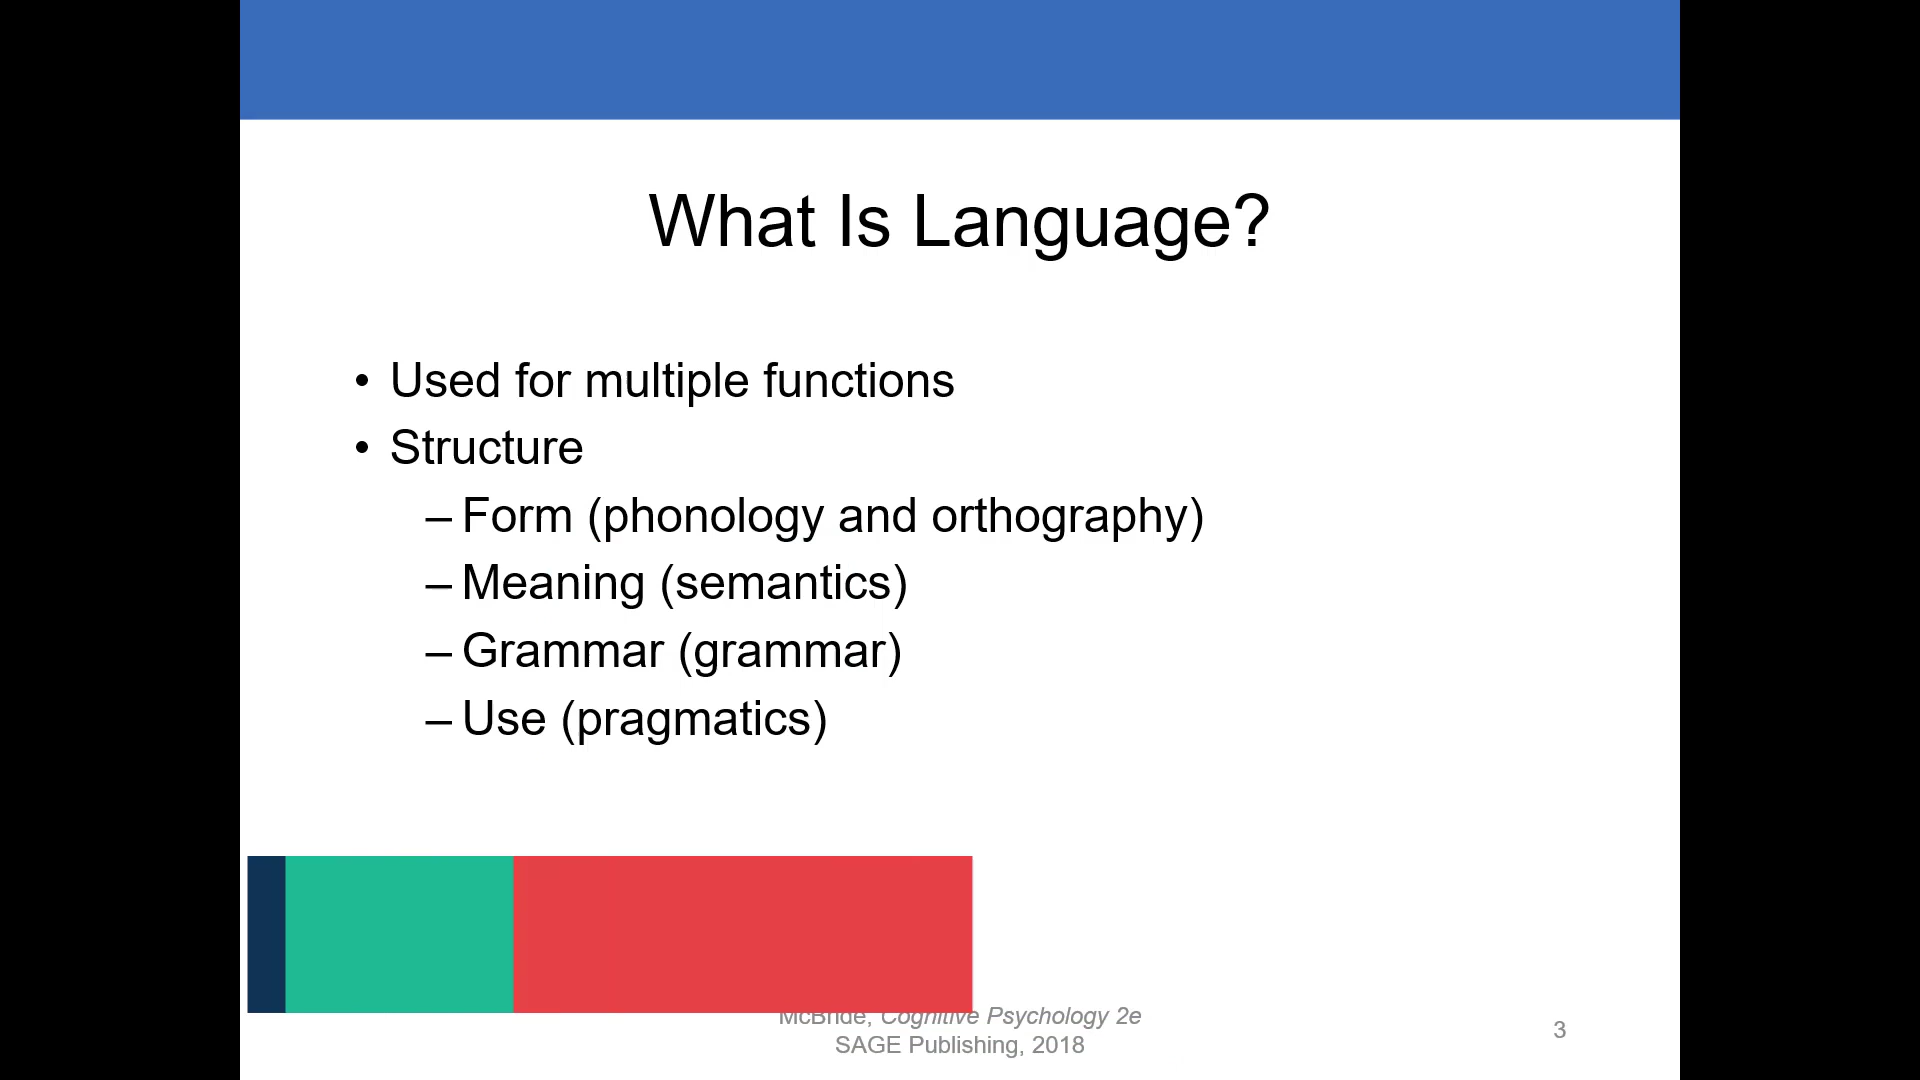 What Is Language?
• Used for multiple functions
• Structure
– Form (phonology and orthography)
– Meaning (semantics)
– Grammar (grammar)
– Use (pragmatics)
McBride, Cognitive Psychology 2e
SAGE Publishing, 2018
3